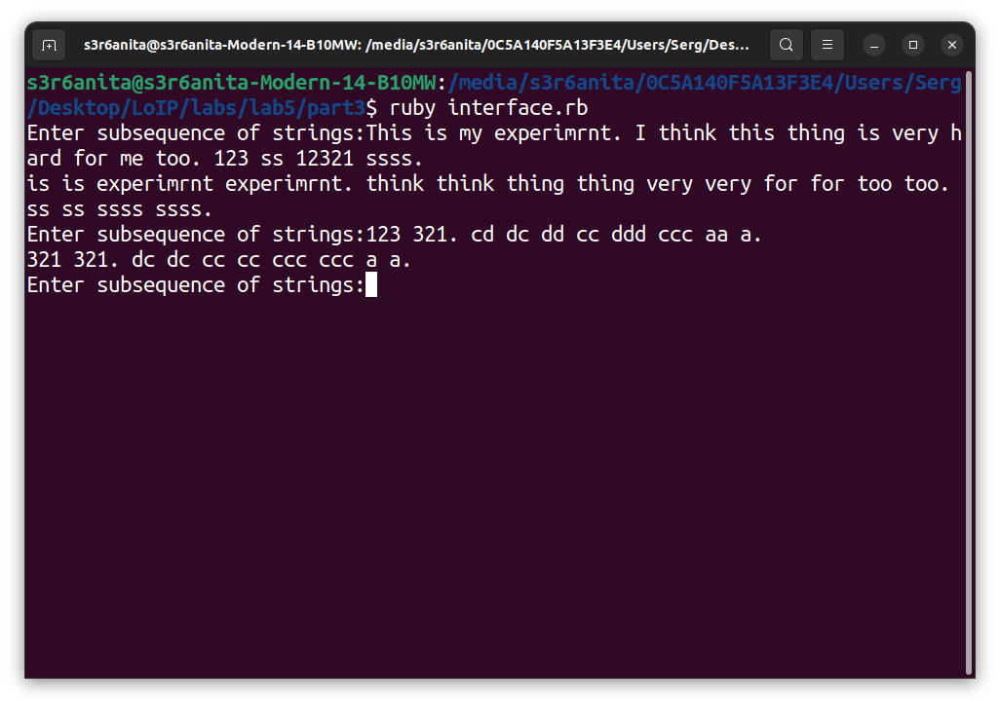 s3r6anita@s3r6anita-Modern-14-B10MW: /media/s3r6anita/0C5A140F5A13F3E4/Users/Serg/Des...
s3r6anita@s3r6anita-Modern-14-B10MW:/media/s3r6anita/0C5A140F5A13F3E4/Users/Serg
/Desktop/LoIP/labs/lab5/part3$ ruby interface.rb
Enter subsequence of strings:This is my experimrnt. I think this thing is very h
ard for me too. 123 ss 12321 ssss.
is is experimrnt experimrnt. think think thing thing very very for for too too.
ss ss ssss ssss.
Enter subsequence of strings:123 321. cd dc dd cc ddd ccc aa a.
321 321. dc dc cc cc ccc ccc a a.
Enter subsequence of strings: